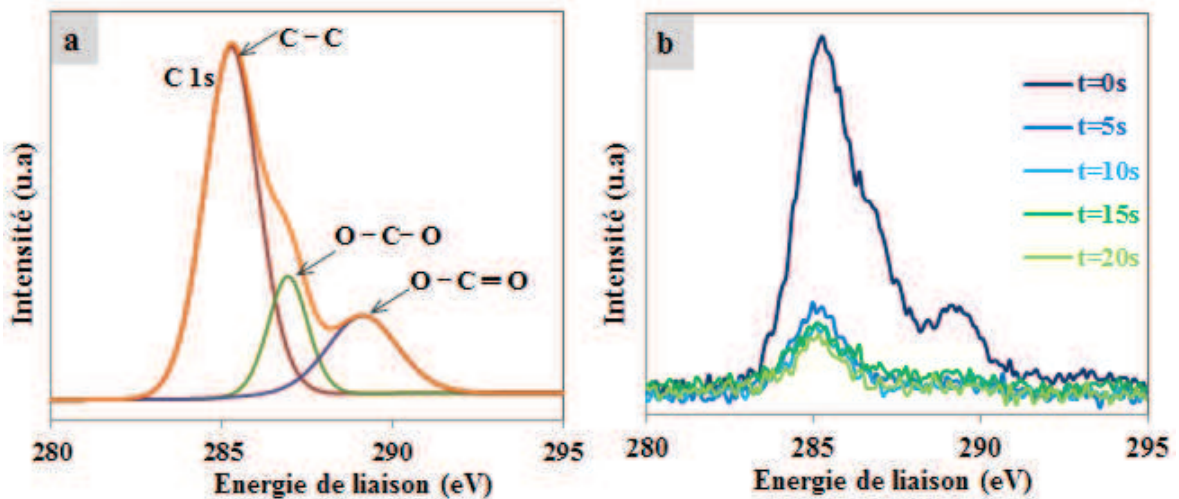 a
C – C
C 1s
O – C – O
O – C = O
Intensité (u.a)
280
285
290
295
Energie de liaison (eV)
b
t=0s
t=5s
t=10s
t=15s
t=20s
Intensité (u.a)
280
285
290
295
Energie de liaison (eV)